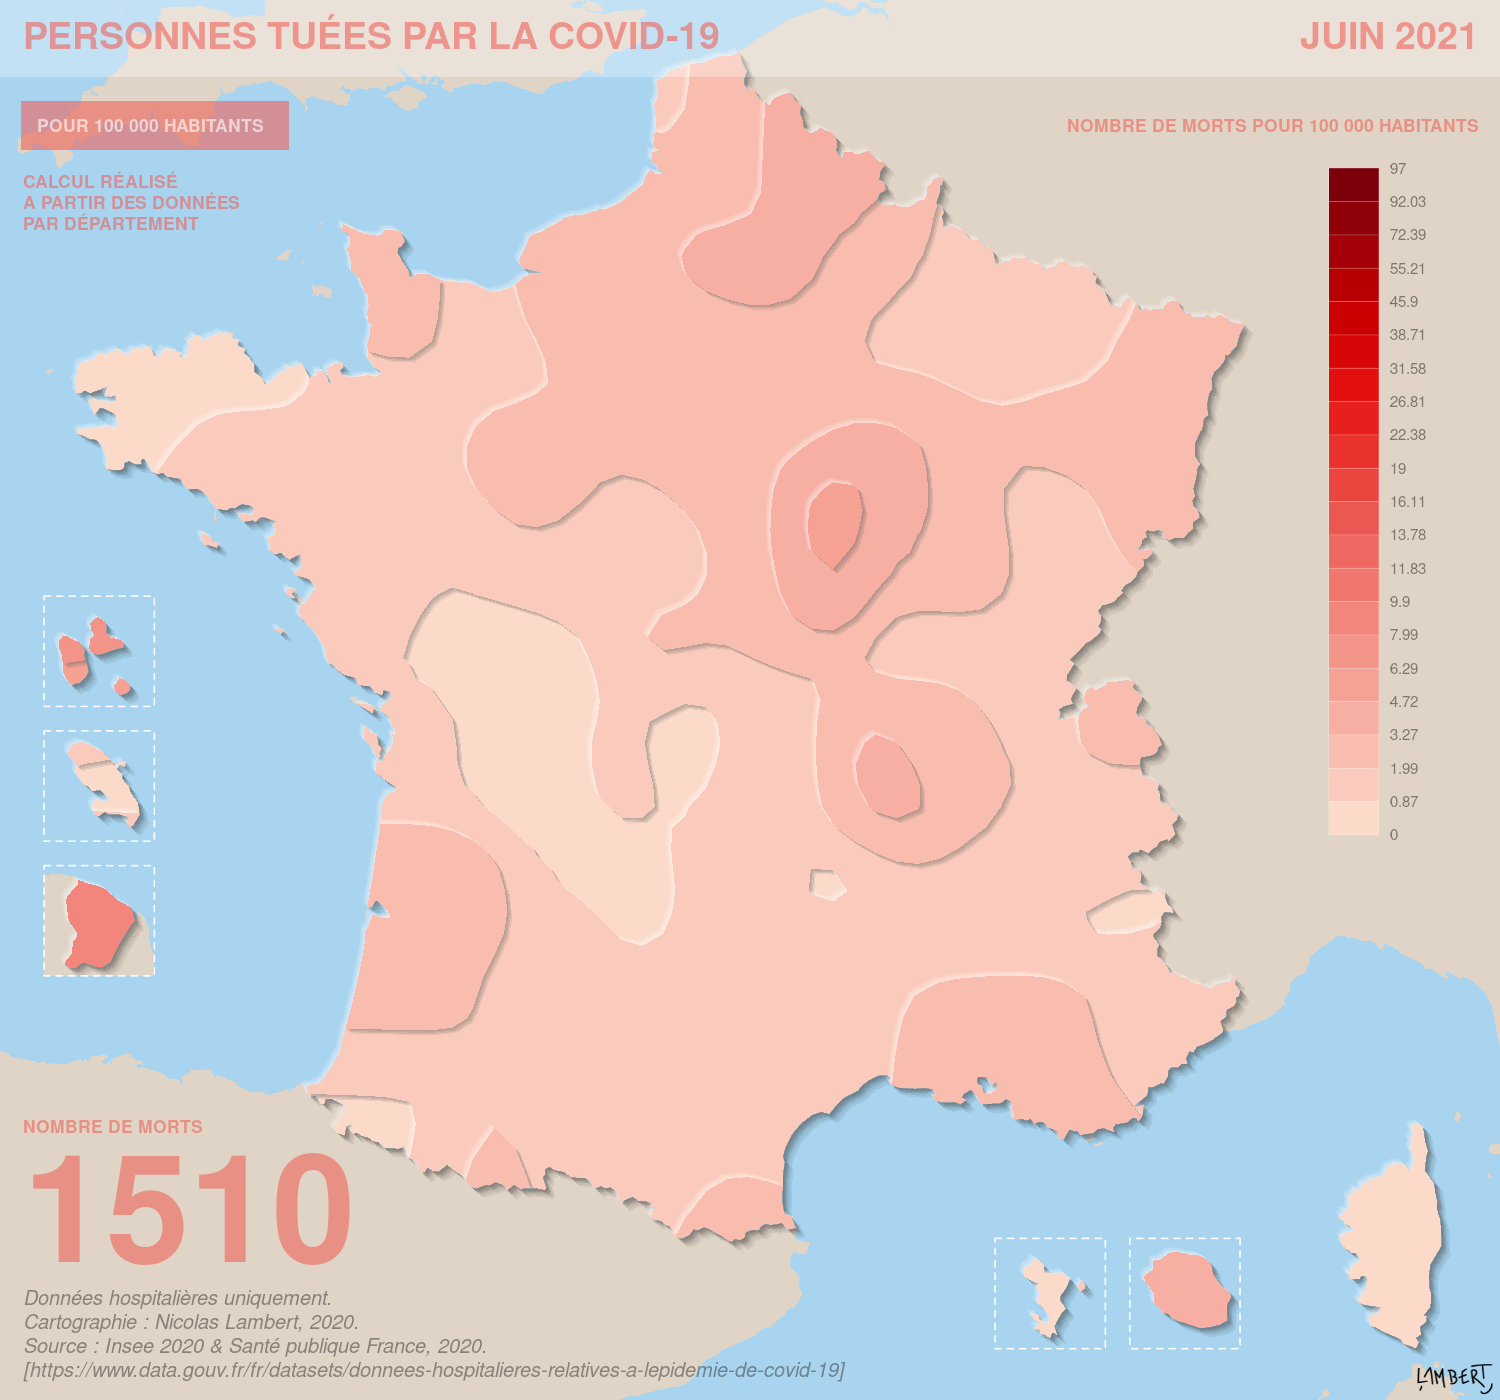 PERSONNES TUÉES PAR LA COVID-19
JUIN 2021
POUR 100 000 HABITANTS
CALCUL RÉALISÉ
A PARTIR DES DONNÉES
PAR DÉPARTEMENT
NOMBRE DE MORTS POUR 100 000 HABITANTS
97
92.03
72.39
55.21
45.9
38.71
31.58
26.81
22.38
19
16.11
13.78
11.83
9.9
7.99
6.29
4.72
3.27
1.99
0.87
0
NOMBRE DE MORTS
1510
Données hospitalières uniquement.
Cartographie : Nicolas Lambert, 2020.
Source : Insee 2020 & Santé publique France, 2020.
[https://www.data.gouv.fr/fr/datasets/donnees-hospitalieres-relatives-a-lepidemie-de-covid-19]
LAMBERT